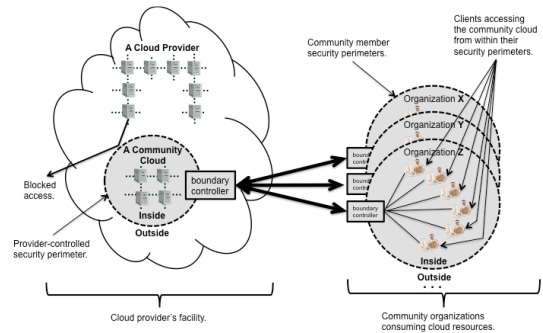 A Cloud Provider
Blocked
access.
A Community
Cloud
Inside
Outside
boundary
controller
Provider-controlled
security perimeter.
Cloud provider's facility.
Community member
security perimeters.
Clients accessing
the community cloud
from within their
security perimeters.
Organization X
Organization Y
Organization Z
boundary
controller
Inside
Outside
. . .
Community organizations
consuming cloud resources.